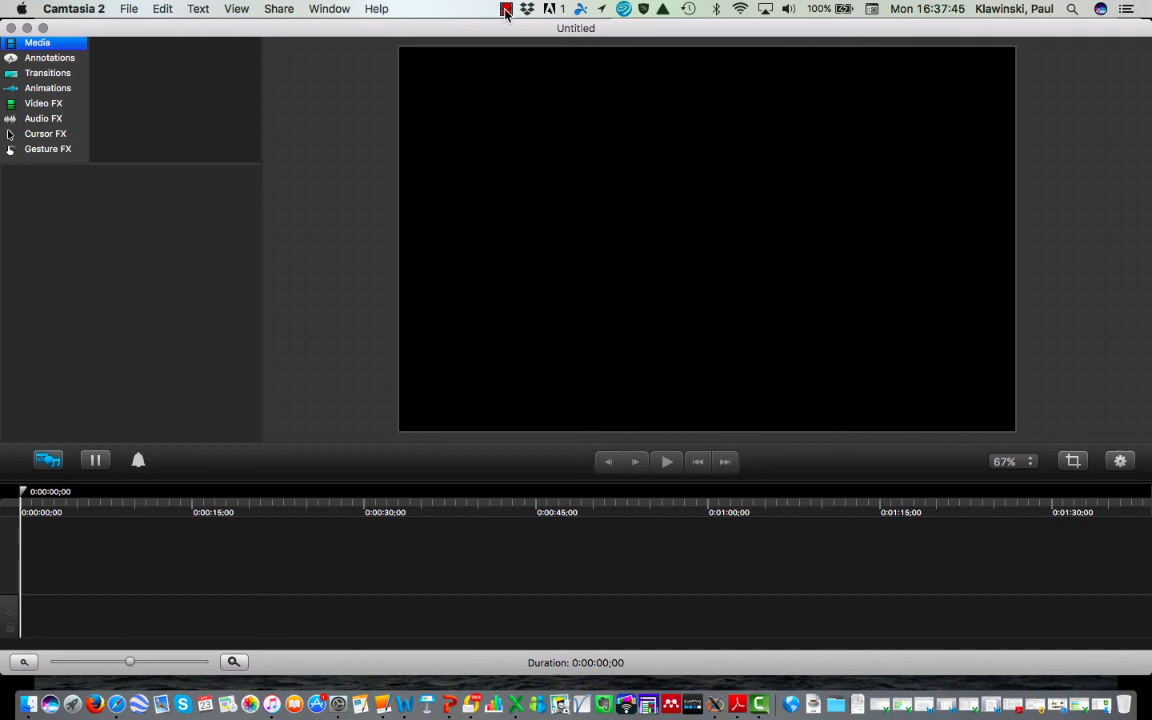 Camtasia 2 File Edit Text View Share Window Help 1 100% Mon 16:37:45 Klawinski, Paul
Untitled
Media
Annotations
Transitions
Animations
Video FX
Audio FX
Cursor FX
Gesture FX
67%
0:00:00;00
0:00:00;00 0:00:15;00 0:00:30;00 0:00:45;00 0:01:00;00 0:01:15;00 0:01:30;00
Duration: 0:00:00;00